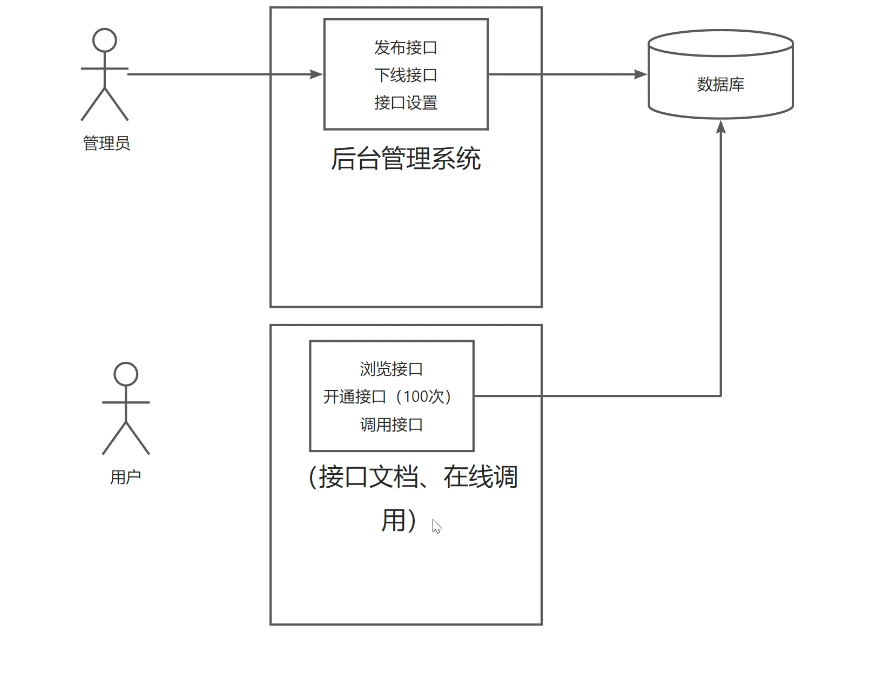 发布接口
下线接口
接口设置
数据库
管理员
后台管理系统
浏览接口
开通接口（100次）
调用接口
用户
（接口文档、在线调
用）